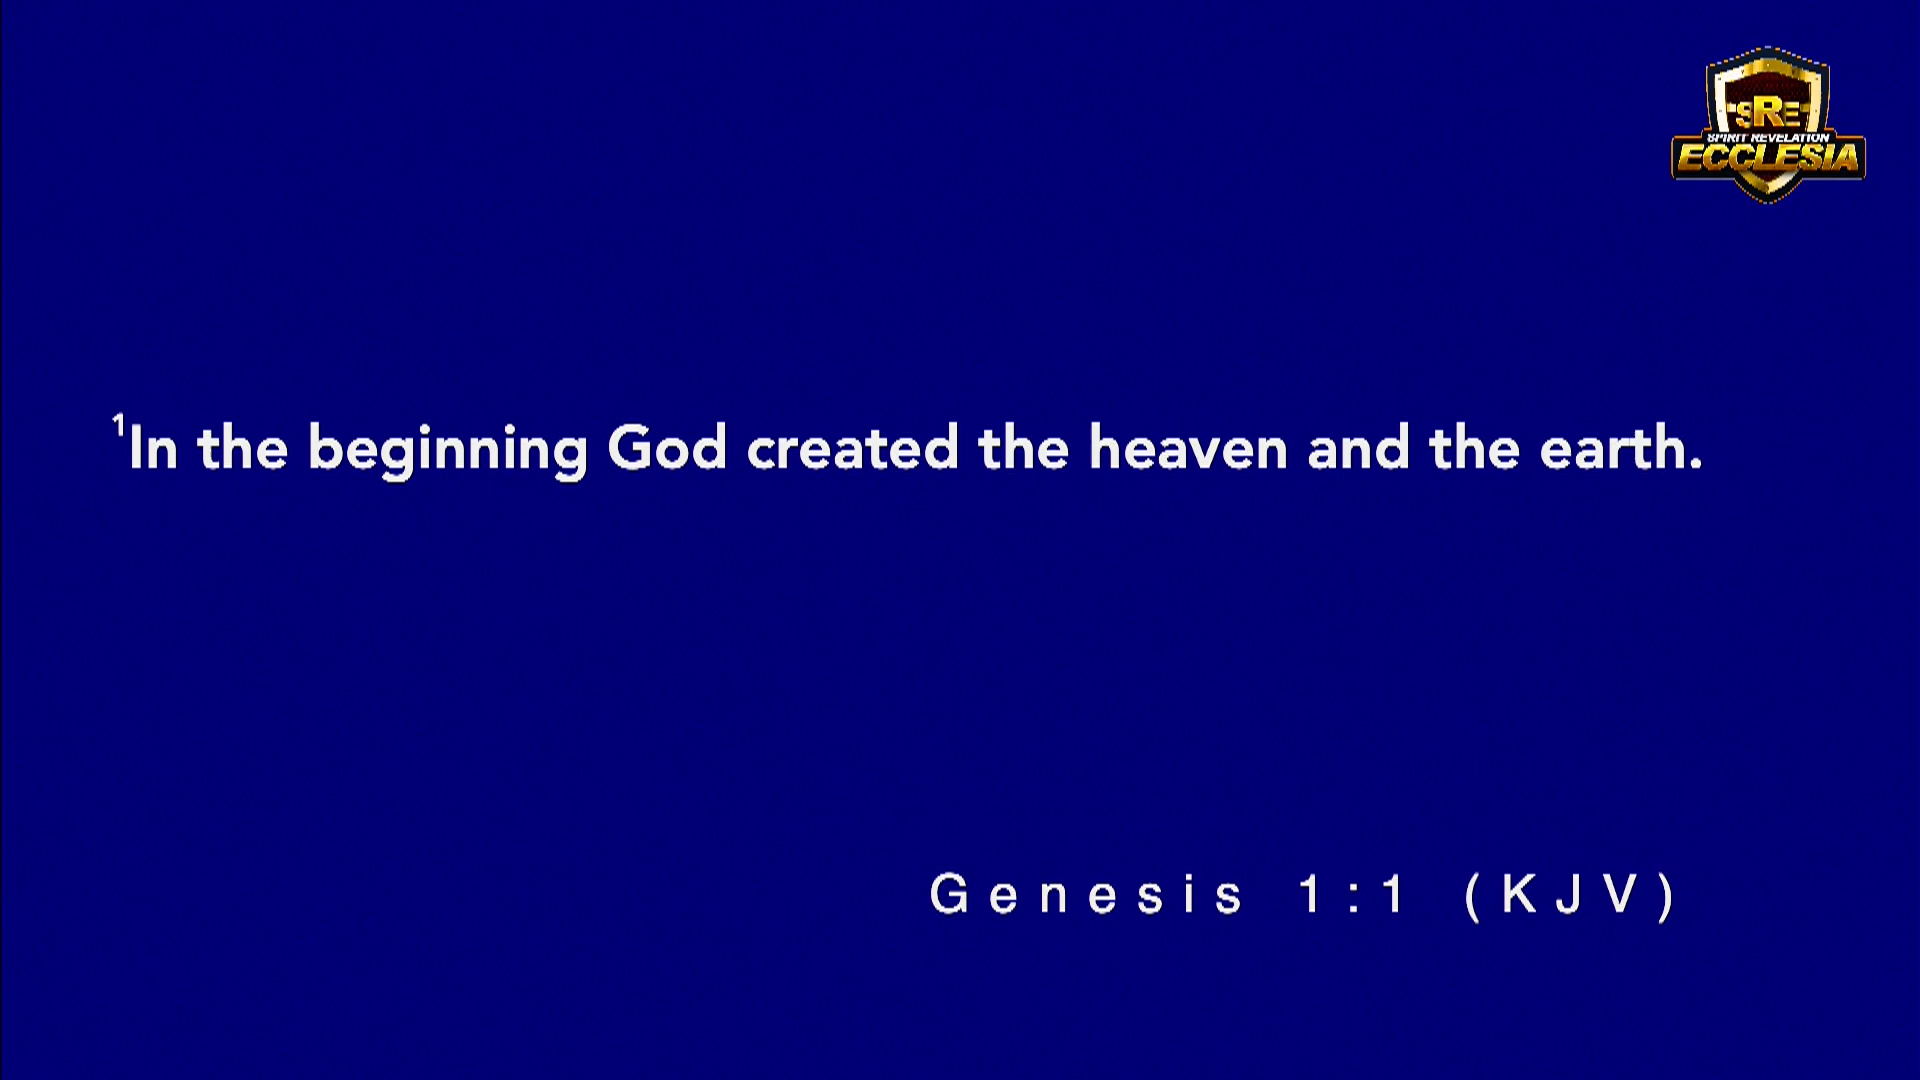 SRE
SPIRIT REVELATION
ECCLESIA
¹In the beginning God created the heaven and the earth.
Genesis 1:1 (KJV)